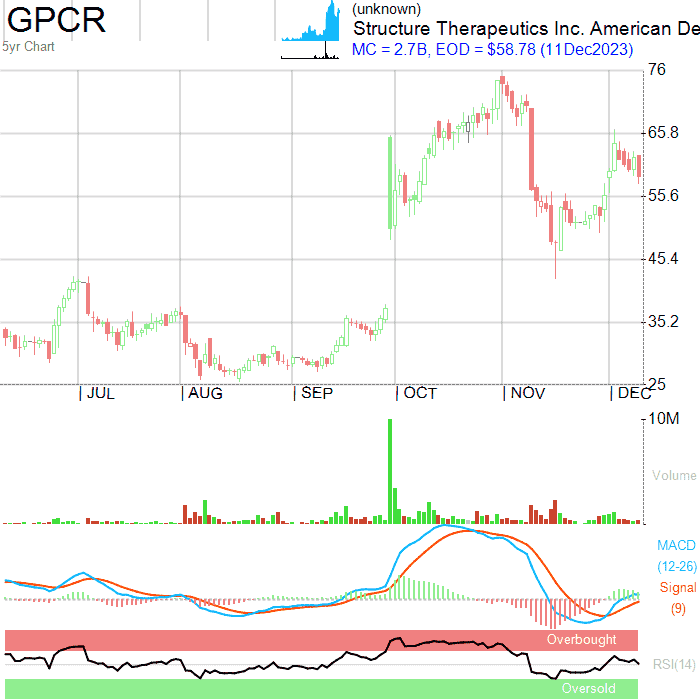 GPCR
(unknown)
Structure Therapeutics Inc. American De
5yr Chart
MC = 2.7B, EOD = $58.78 (11Dec2023)
76
65.8
55.6
45.4
35.2
25
JUL AUG SEP OCT NOV DEC
10M
Volume
MACD
(12-26)
Signal
(9)
Overbought
RSI(14)
Oversold